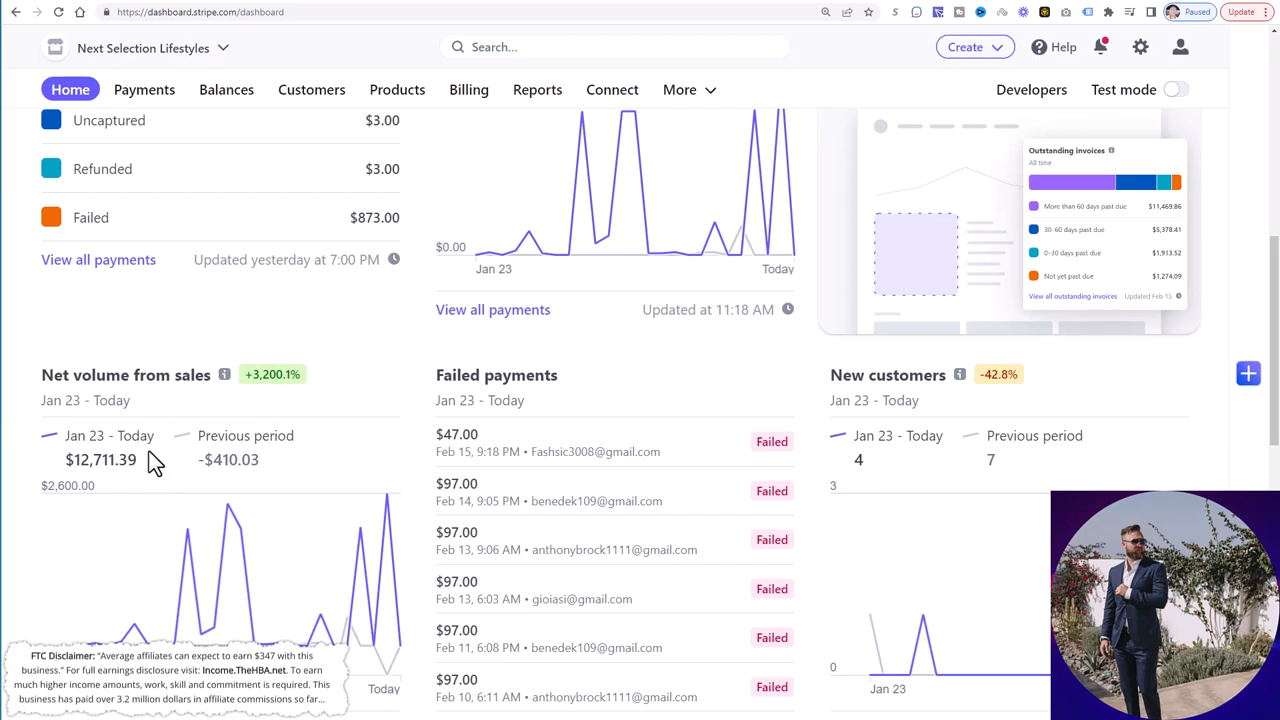 https://dashboard.stripe.com/dashboard
Paused
Update
Next Selection Lifestyles
Search...
Create
Help
Home
Payments
Balances
Customers
Products
Billing
Reports
Connect
More
Developers
Test mode
Uncaptured $3.00
Refunded $3.00
Failed $873.00
View all payments Updated yesterday at 7:00 PM
$0.00
Jan 23 Today
View all payments Updated at 11:18 AM
Outstanding invoices
All time
More than 60 days past due $11,469.86
30-60 days past due $5,378.41
0-30 days past due $1,913.52
Not yet past due $1,274.09
View all outstanding invoices Updated Feb 15
Net volume from sales +3,200.1%
Jan 23 - Today
Jan 23 - Today Previous period
$12,711.39 -$410.03
$2,600.00
Today
FTC Disclaimer: "Average affiliates can expect to earn $347 with this
business." For full earnings disclosure visit: Income.TheHBA.net. To earn
much higher income amounts, work, skill and commitment is required. This
business has paid over 3.2 million dollars in affiliate commissions so far...
Failed payments
Jan 23 - Today
$47.00
Feb 15, 9:18 PM • Fashsic3008@gmail.com
Failed
$97.00
Feb 14, 9:05 PM • benedek109@gmail.com
Failed
$97.00
Feb 13, 9:06 AM • anthonybrock1111@gmail.com
Failed
$97.00
Feb 13, 6:03 AM • gioiasi@gmail.com
Failed
$97.00
Feb 11, 6:08 PM • benedek109@gmail.com
Failed
$97.00
Feb 10, 6:11 AM • anthonybrock1111@gmail.com
Failed
New customers -42.8%
Jan 23 - Today
Jan 23 - Today Previous period
4 7
3
0
Jan 23